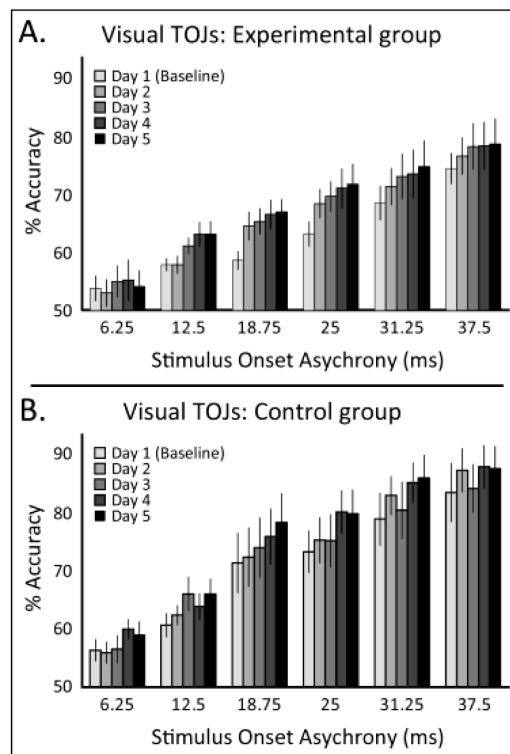 A. Visual TOJs: Experimental group
90
80
70
60
50
% Accuracy
Day 1 (Baseline)
Day 2
Day 3
Day 4
Day 5
6.25 12.5 18.75 25 31.25 37.5
Stimulus Onset Asychrony (ms)
B. Visual TOJs: Control group
90
80
70
60
50
% Accuracy
Day 1 (Baseline)
Day 2
Day 3
Day 4
Day 5
6.25 12.5 18.75 25 31.25 37.5
Stimulus Onset Asychrony (ms)